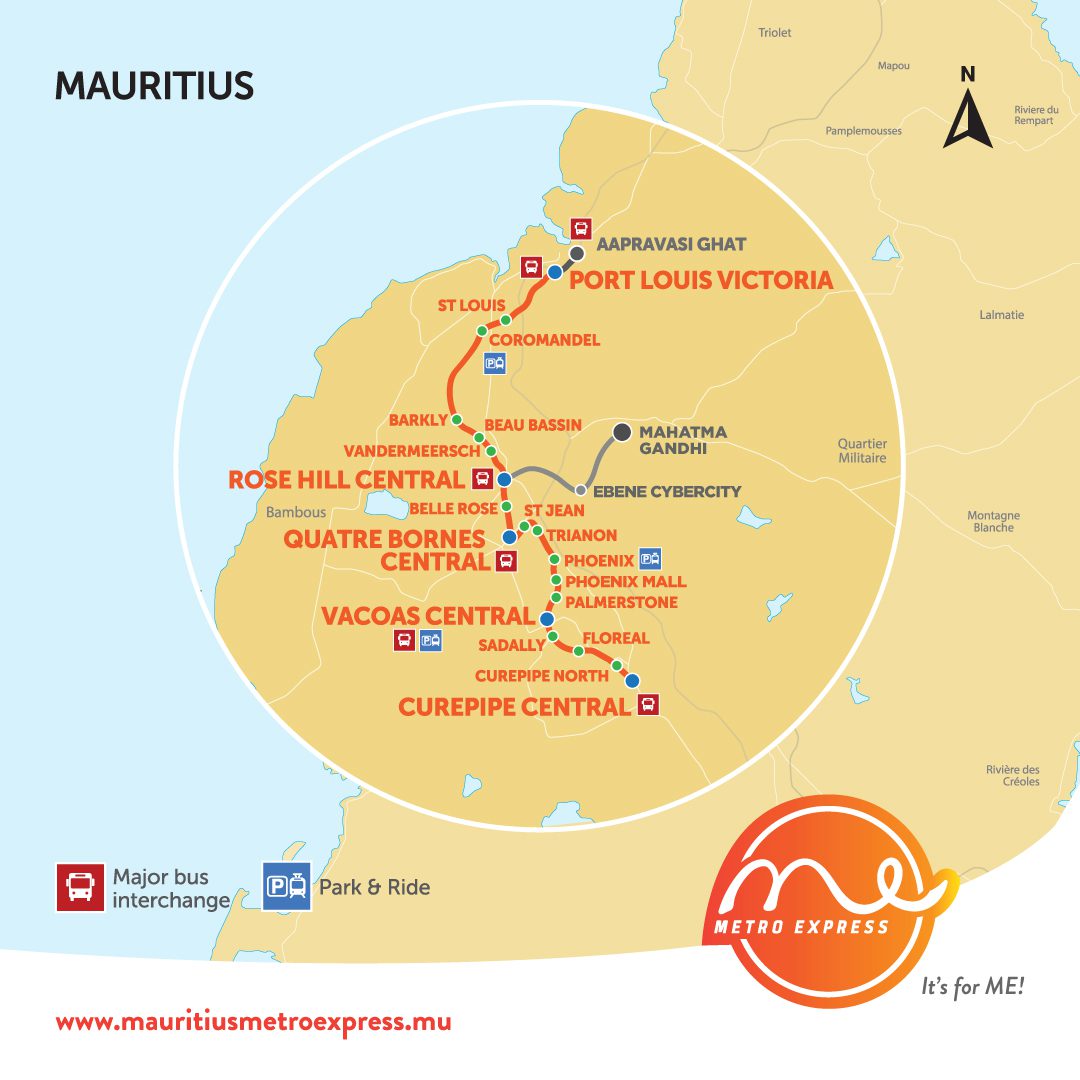 MAURITIUS
Triolet
Mapou
N
Riviere du
Rempart
Pamplemousses
AAPRAVASI GHAT
PORT LOUIS VICTORIA
ST LOUIS
Lalmatie
COROMANDEL
P
BARKLY
BEAU BASSIN
MAHATMA
GANDHI
VANDERMEERSCH
Quartier
Militaire
ROSE HILL CENTRAL
EBENE CYBERCITY
BELLE ROSE
ST JEAN
Bambous
Montagne
Blanche
QUATRE BORNES
CENTRAL
TRIANON
PHOENIX
P
PHOENIX MALL
PALMERSTONE
VACOAS CENTRAL
P
SADALLY
FLOREAL
CUREPIPE NORTH
CUREPIPE CENTRAL
Rivière des
Créoles
Major bus
interchange
P
Park & Ride
me
METRO EXPRESS
It's for ME!
www.mauritiusmetroexpress.mu